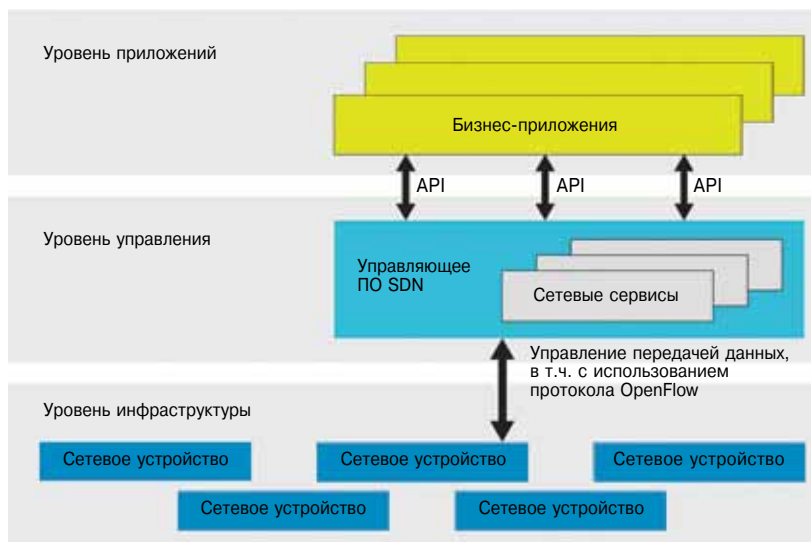 Уровень приложений
Бизнес-приложения
API
API
API
Уровень управления
Управляющее
ПО SDN
Сетевые сервисы
Управление передачей данных,
в т.ч. с использованием
протокола OpenFlow
Уровень инфраструктуры
Сетевое устройство
Сетевое устройство
Сетевое устройство
Сетевое устройство
Сетевое устройство